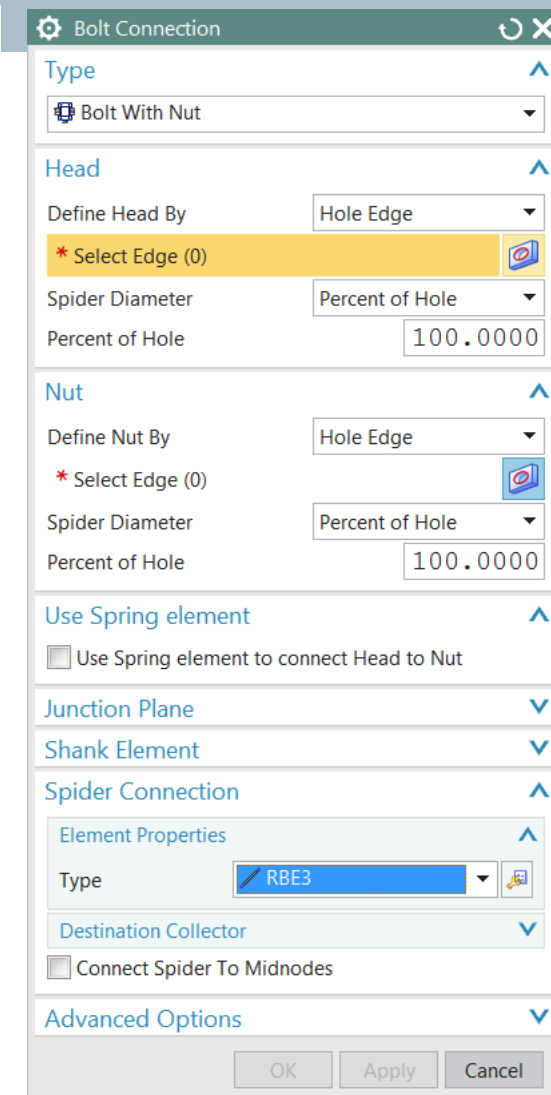 Bolt Connection
Type
Bolt With Nut
Head
Define Head By Hole Edge
* Select Edge (0)
Spider Diameter Percent of Hole
Percent of Hole 100.0000
Nut
Define Nut By Hole Edge
* Select Edge (0)
Spider Diameter Percent of Hole
Percent of Hole 100.0000
Use Spring element
Use Spring element to connect Head to Nut
Junction Plane
Shank Element
Spider Connection
Element Properties
Type RBE3
Destination Collector
Connect Spider To Midnodes
Advanced Options
OK Apply Cancel